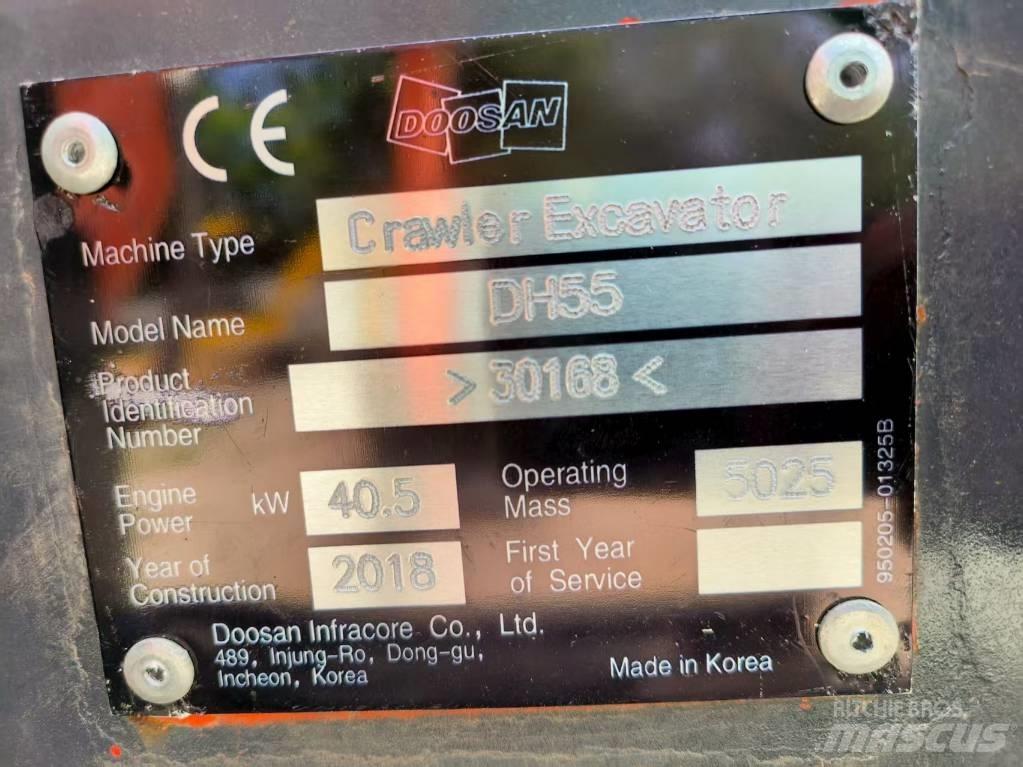 CE
DOOSAN
Machine Type Crawler Excavator
Model Name DH55
Product
Identification
Number >30168<
Engine
Power kW 40.5
Operating
Mass 5025
Year of
Construction 2018
First Year
of Service
950205-01325B
Doosan Infracore Co., Ltd.
489, Injung-Ro, Dong-gu,
Incheon, Korea
Made in Korea
A RITCHIE BROS. COMPANY
mascus